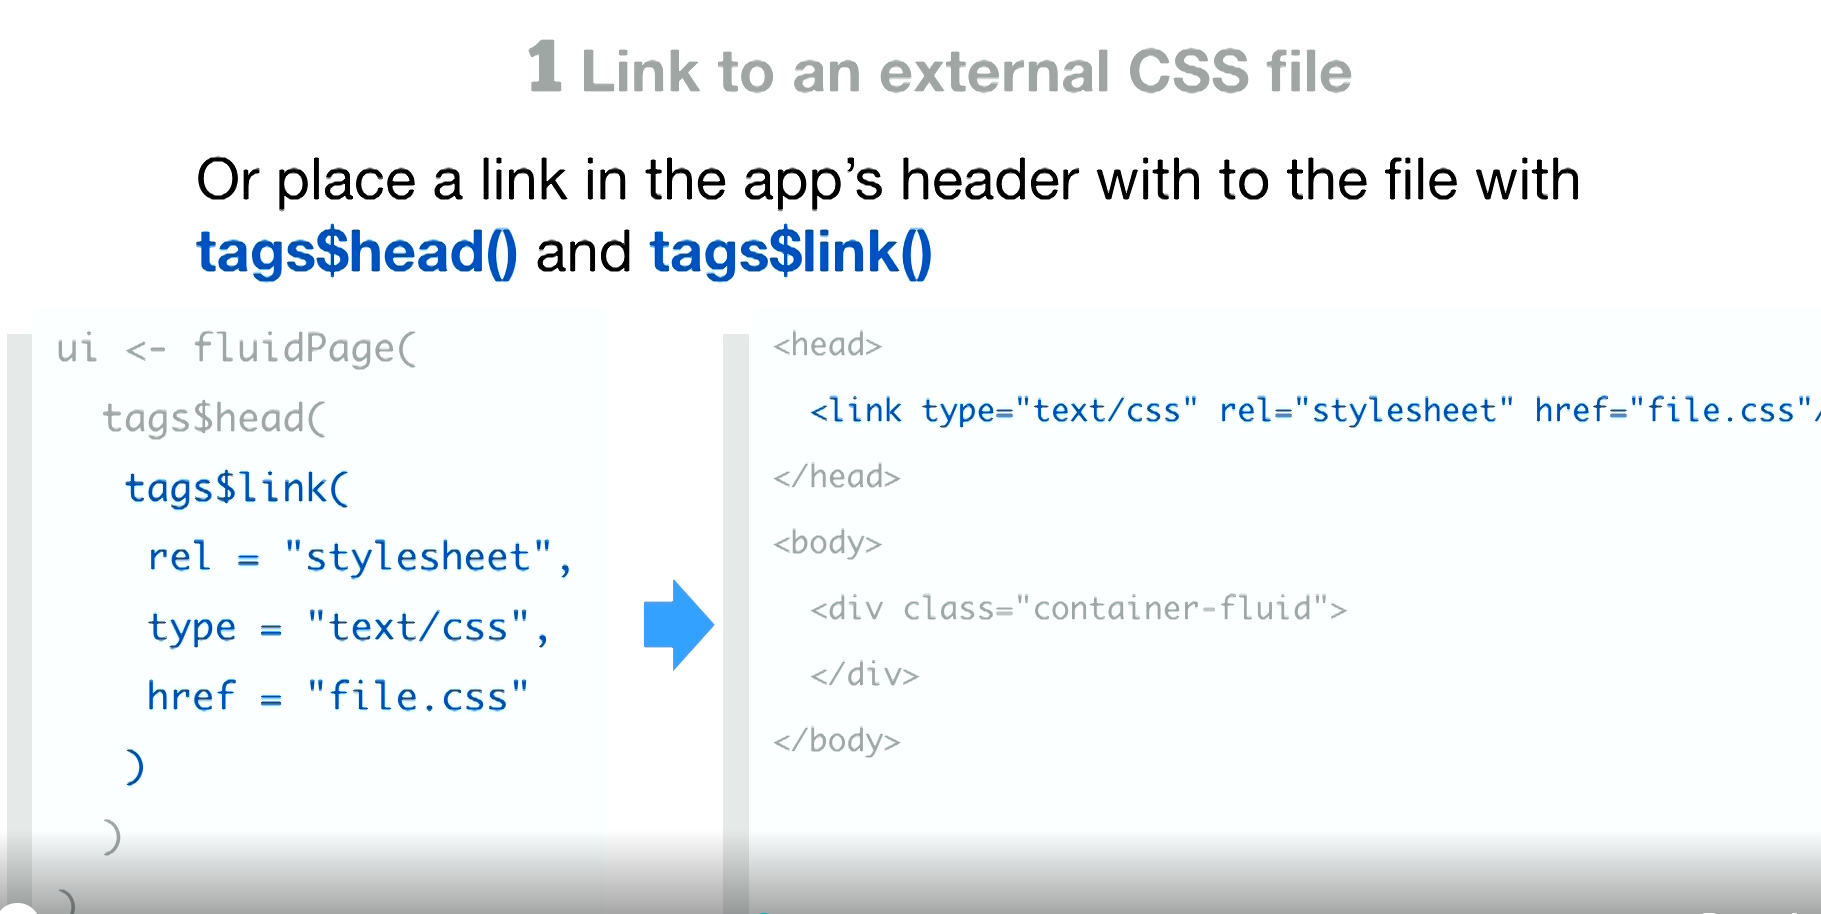 1 Link to an external CSS file
Or place a link in the app's header with to the file with
tags$head() and tags$link()
ui <- fluidPage(
tags$head(
tags$link(
rel = "stylesheet",
type = "text/css",
href = "file.css"
)
)
)
<head>
<link type="text/css" rel="stylesheet" href="file.css"/
</head>
<body>
<div class="container-fluid">
</div>
</body>